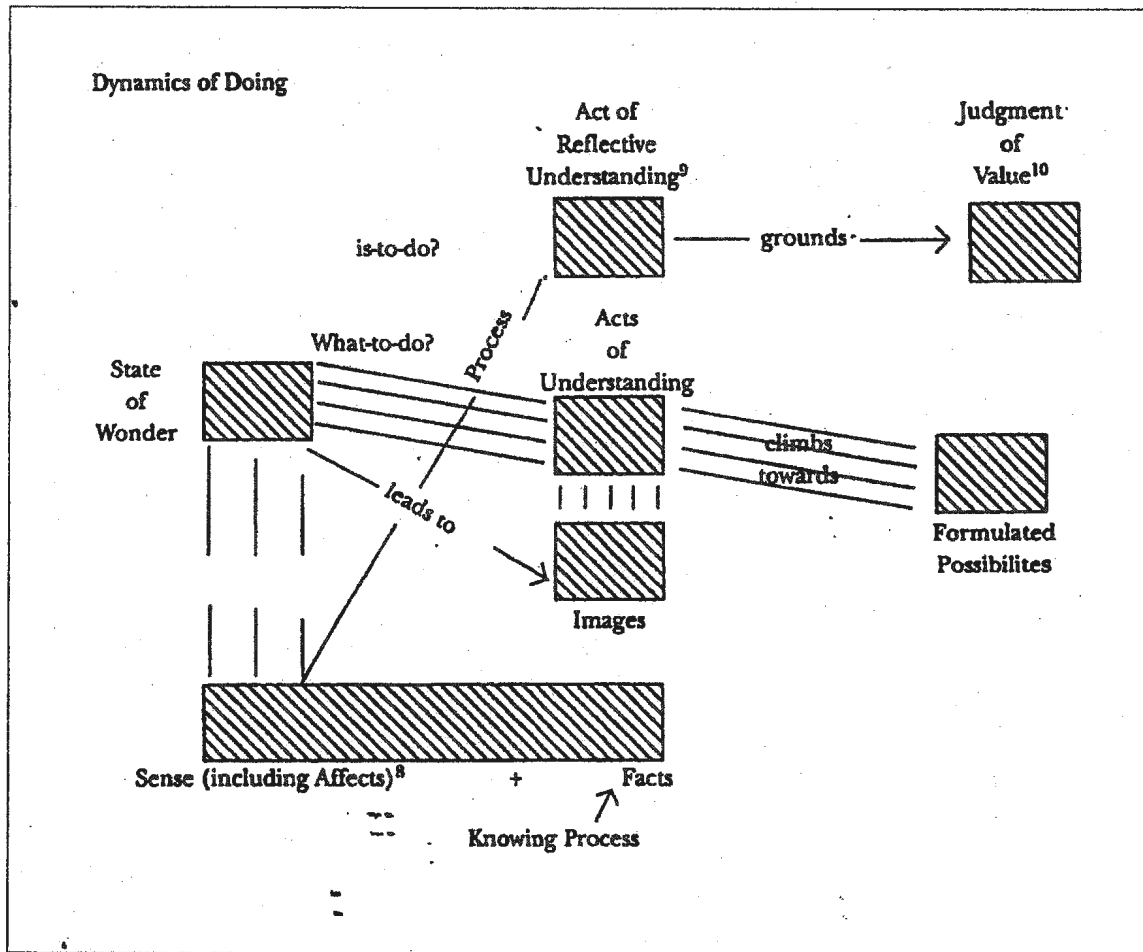 Dynamics of Doing
Act of
Reflective
Understanding⁹
Judgment
of
Value¹⁰
is-to-do?
grounds
Process
What-to-do?
Acts
of
Understanding
State
of
Wonder
climbs
towards
leads to
Formulated
Possibilites
Images
Sense (including Affects)⁸ + Facts
Knowing Process